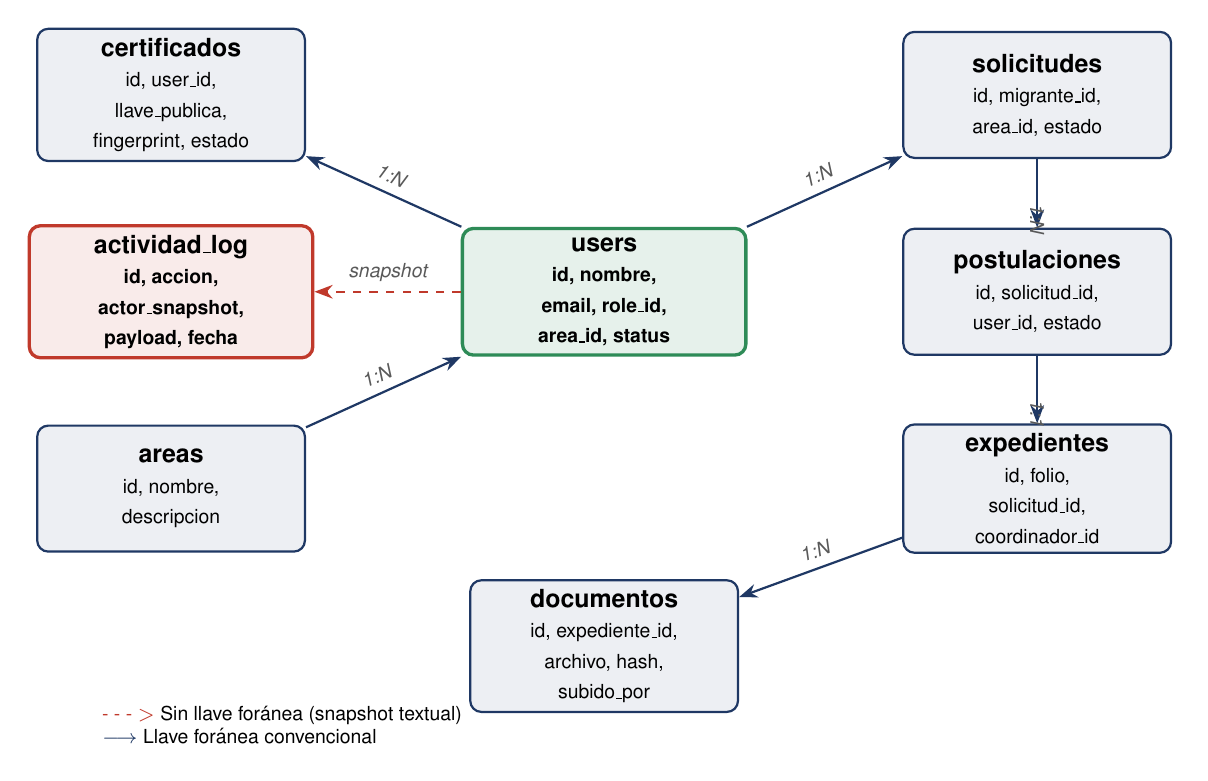 certificados
id, user_id,
llave_publica,
fingerprint, estado
solicitudes
id, migrante_id,
area_id, estado
1:N
1:N
actividad_log
id, accion,
actor_snapshot,
payload, fecha
snapshot
users
id, nombre,
email, role_id,
area_id, status
postulaciones
id, solicitud_id,
user_id, estado
1:N
areas
id, nombre,
descripcion
expedientes
id, folio,
solicitud_id,
coordinador_id
1:N
documentos
id, expediente_id,
archivo, hash,
subido_por
Sin llave foránea (snapshot textual)
Llave foránea convencional